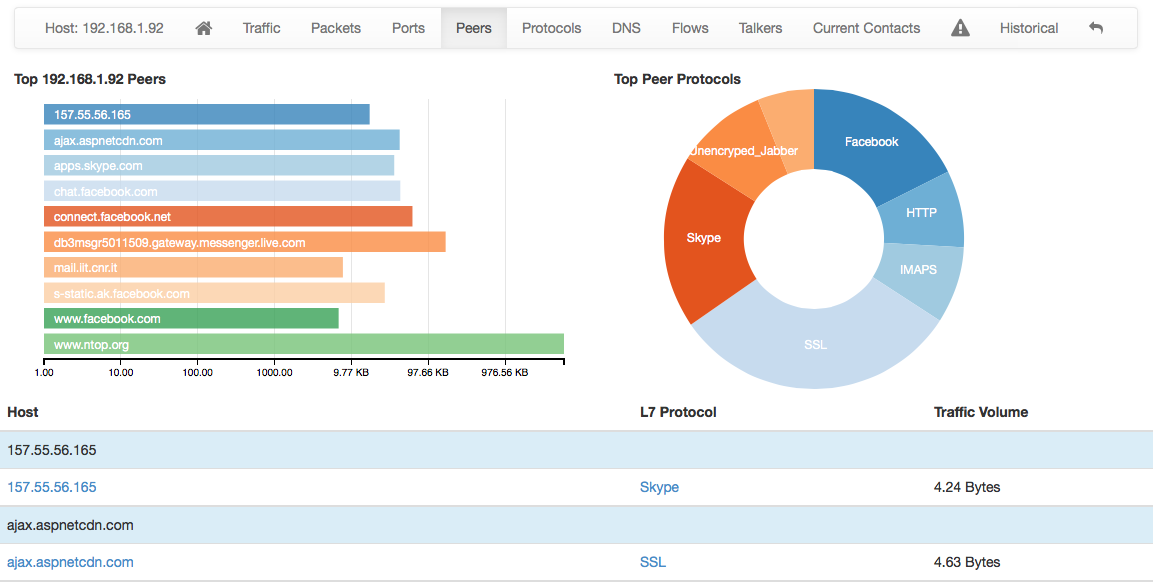 Host: 192.168.1.92 Traffic Packets Ports Peers Protocols DNS Flows Talkers Current Contacts Historical
Top 192.168.1.92 Peers
157.55.56.165
ajax.aspnetcdn.com
apps.skype.com
chat.facebook.com
connect.facebook.net
db3msgr5011509.gateway.messenger.live.com
mail.iit.cnr.it
s-static.ak.facebook.com
www.facebook.com
www.ntop.org
1.00 10.00 100.00 1000.00 9.77 KB 97.66 KB 976.56 KB
Top Peer Protocols
Facebook
Unencryped_Jabber
HTTP
Skype
IMAPS
SSL
Host L7 Protocol Traffic Volume
157.55.56.165
157.55.56.165 Skype 4.24 Bytes
ajax.aspnetcdn.com
ajax.aspnetcdn.com SSL 4.63 Bytes